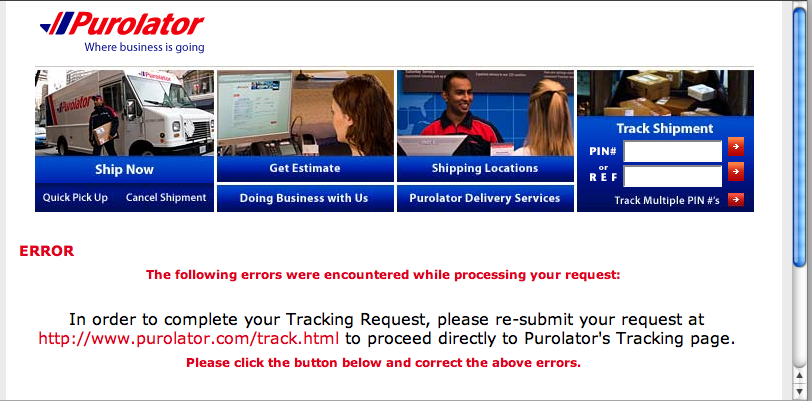 Purolator
Where business is going
Purolator
Ship Now
Quick Pick Up Cancel Shipment
Get Estimate
Doing Business with Us
Shipping Locations
Purolator Delivery Services
Track Shipment
PIN#
or
REF
Track Multiple PIN #'s
ERROR
The following errors were encountered while processing your request:
In order to complete your Tracking Request, please re-submit your request at
http://www.purolator.com/track.html to proceed directly to Purolator's Tracking page.
Please click the button below and correct the above errors.